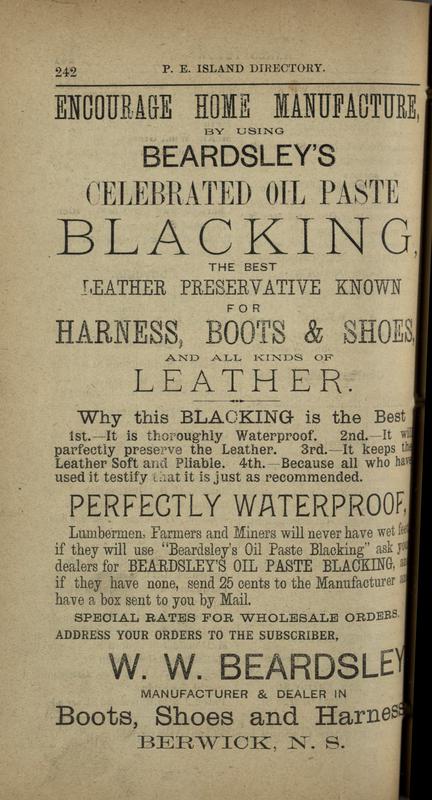 242 P. E. ISLAND DIRECTORY.
ENCOURAGE HOME MANUFACTURE,
BY USING
BEARDSLEY'S
CELEBRATED OIL PASTE
BLACKING,
THE BEST
LEATHER PRESERVATIVE KNOWN
FOR
HARNESS, BOOTS & SHOES,
AND ALL KINDS OF
LEATHER.
Why this BLACKING is the Best
1st.—It is thoroughly Waterproof. 2nd.—It will
parfectly preserve the Leather. 3rd.—It keeps the
Leather Soft and Pliable. 4th.—Because all who have
used it testify that it is just as recommended.
PERFECTLY WATERPROOF,
Lumbermen, Farmers and Miners will never have wet feet
if they will use "Beardsley's Oil Paste Blacking" ask you
dealers for BEARDSLEY'S OIL PASTE BLACKING, an
if they have none, send 25 cents to the Manufacturer an
have a box sent to you by Mail.
SPECIAL RATES FOR WHOLESALE ORDERS.
ADDRESS YOUR ORDERS TO THE SUBSCRIBER,
W. W. BEARDSLEY
MANUFACTURER & DEALER IN
Boots, Shoes and Harness
BERWICK, N. S.